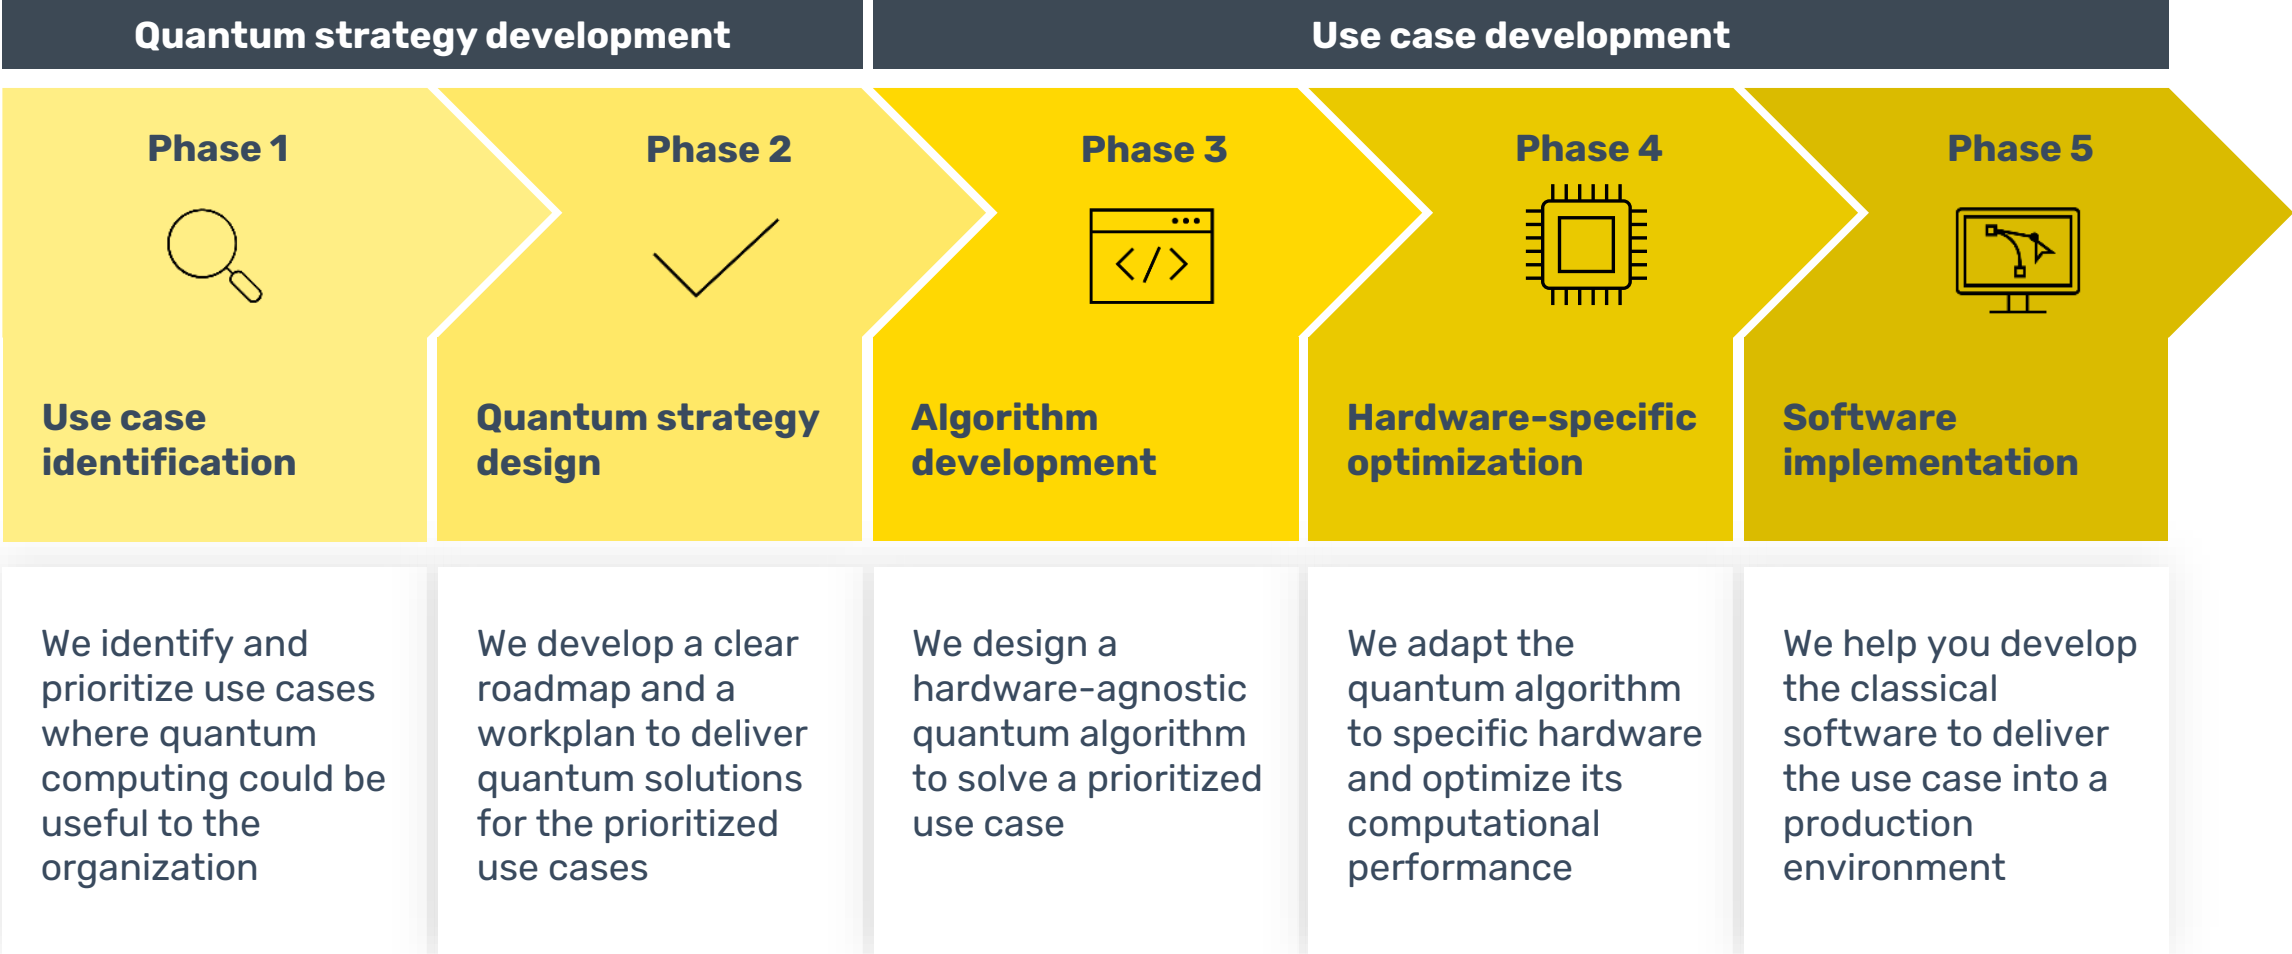 Quantum strategy development
Use case development
Phase 1
Phase 2
Phase 3
Phase 4
Phase 5
</>
Use case
identification
Quantum strategy
design
Algorithm
development
Hardware-specific
optimization
Software
implementation
We identify and
prioritize use cases
where quantum
computing could be
useful to the
organization
We develop a clear
roadmap and a
workplan to deliver
quantum solutions
for the prioritized
use cases
We design a
hardware-agnostic
quantum algorithm
to solve a prioritized
use case
We adapt the
quantum algorithm
to specific hardware
and optimize its
computational
performance
We help you develop
the classical
software to deliver
the use case into a
production
environment